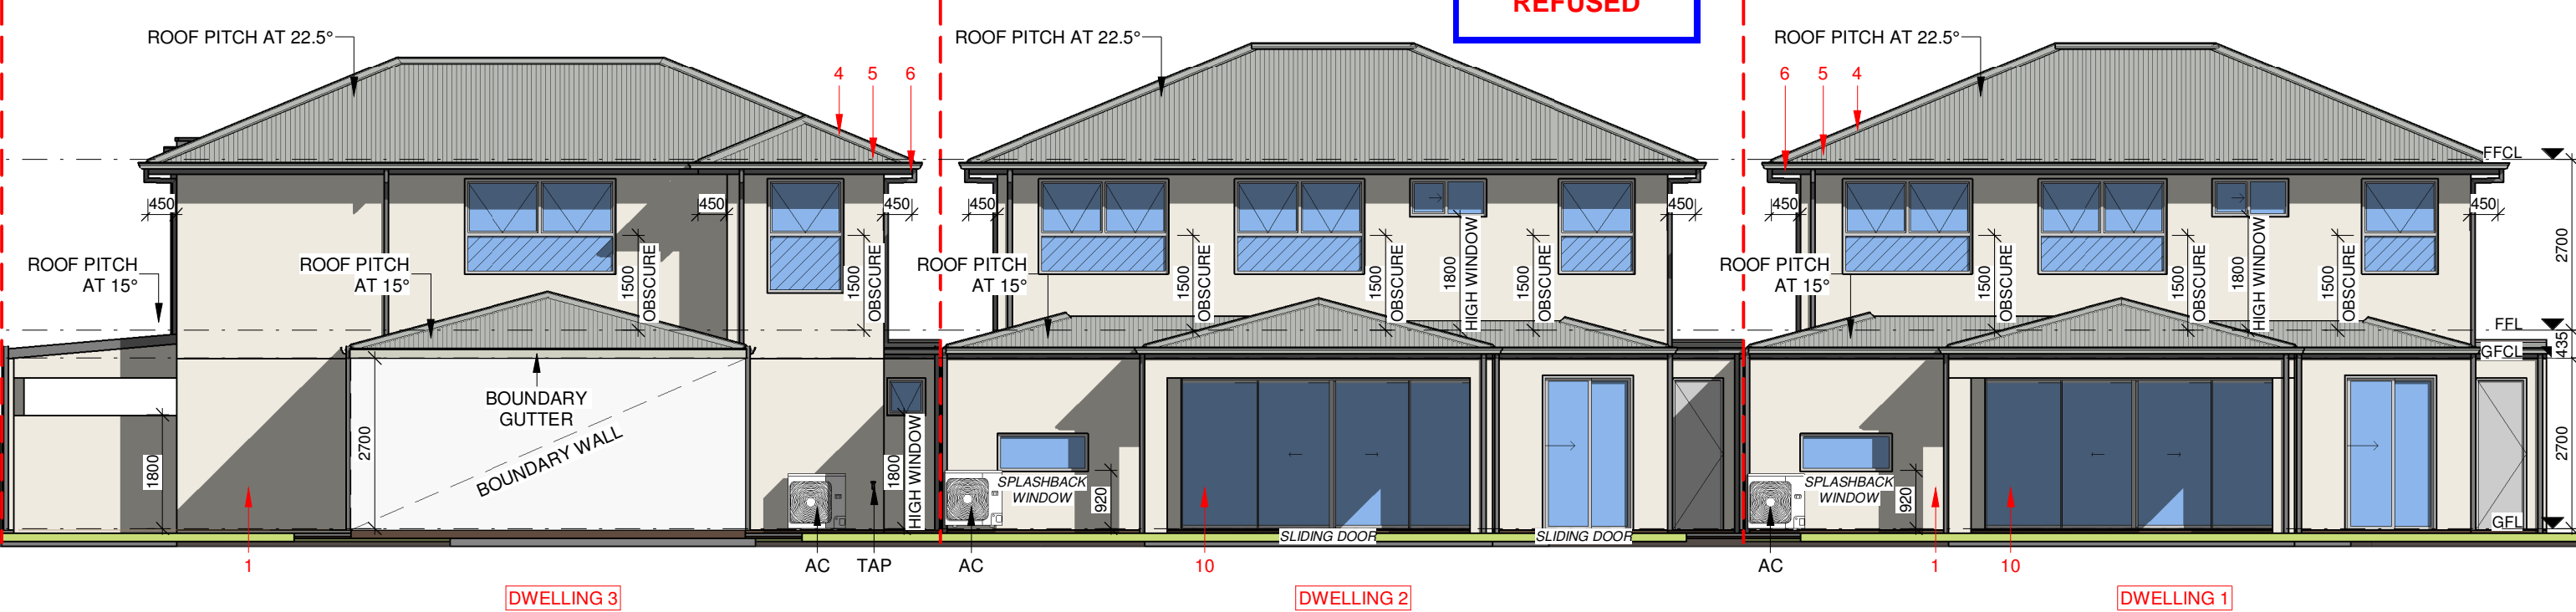 REFUSED
ROOF PITCH AT 22.5°
ROOF PITCH AT 22.5°
ROOF PITCH AT 22.5°
4
5
6
6
5
4
FFCL
450
450
450
450
450
450
450
2700
ROOF PITCH
AT 15°
ROOF PITCH
AT 15°
1500
OBSCURE
1500
OBSCURE
ROOF PITCH
AT 15°
1500
OBSCURE
1500
OBSCURE
1800
HIGH WINDOW
1500
OBSCURE
ROOF PITCH
AT 15°
1500
OBSCURE
1500
OBSCURE
1800
HIGH WINDOW
1500
OBSCURE
FFL
435
GFCL
BOUNDARY
GUTTER
BOUNDARY WALL
2700
1800
1800
HIGH WINDOW
SPLASHBACK
WINDOW
920
SPLASHBACK
WINDOW
920
2700
GFL
SLIDING DOOR
SLIDING DOOR
1
AC
TAP
AC
10
AC
1
10
DWELLING 3
DWELLING 2
DWELLING 1